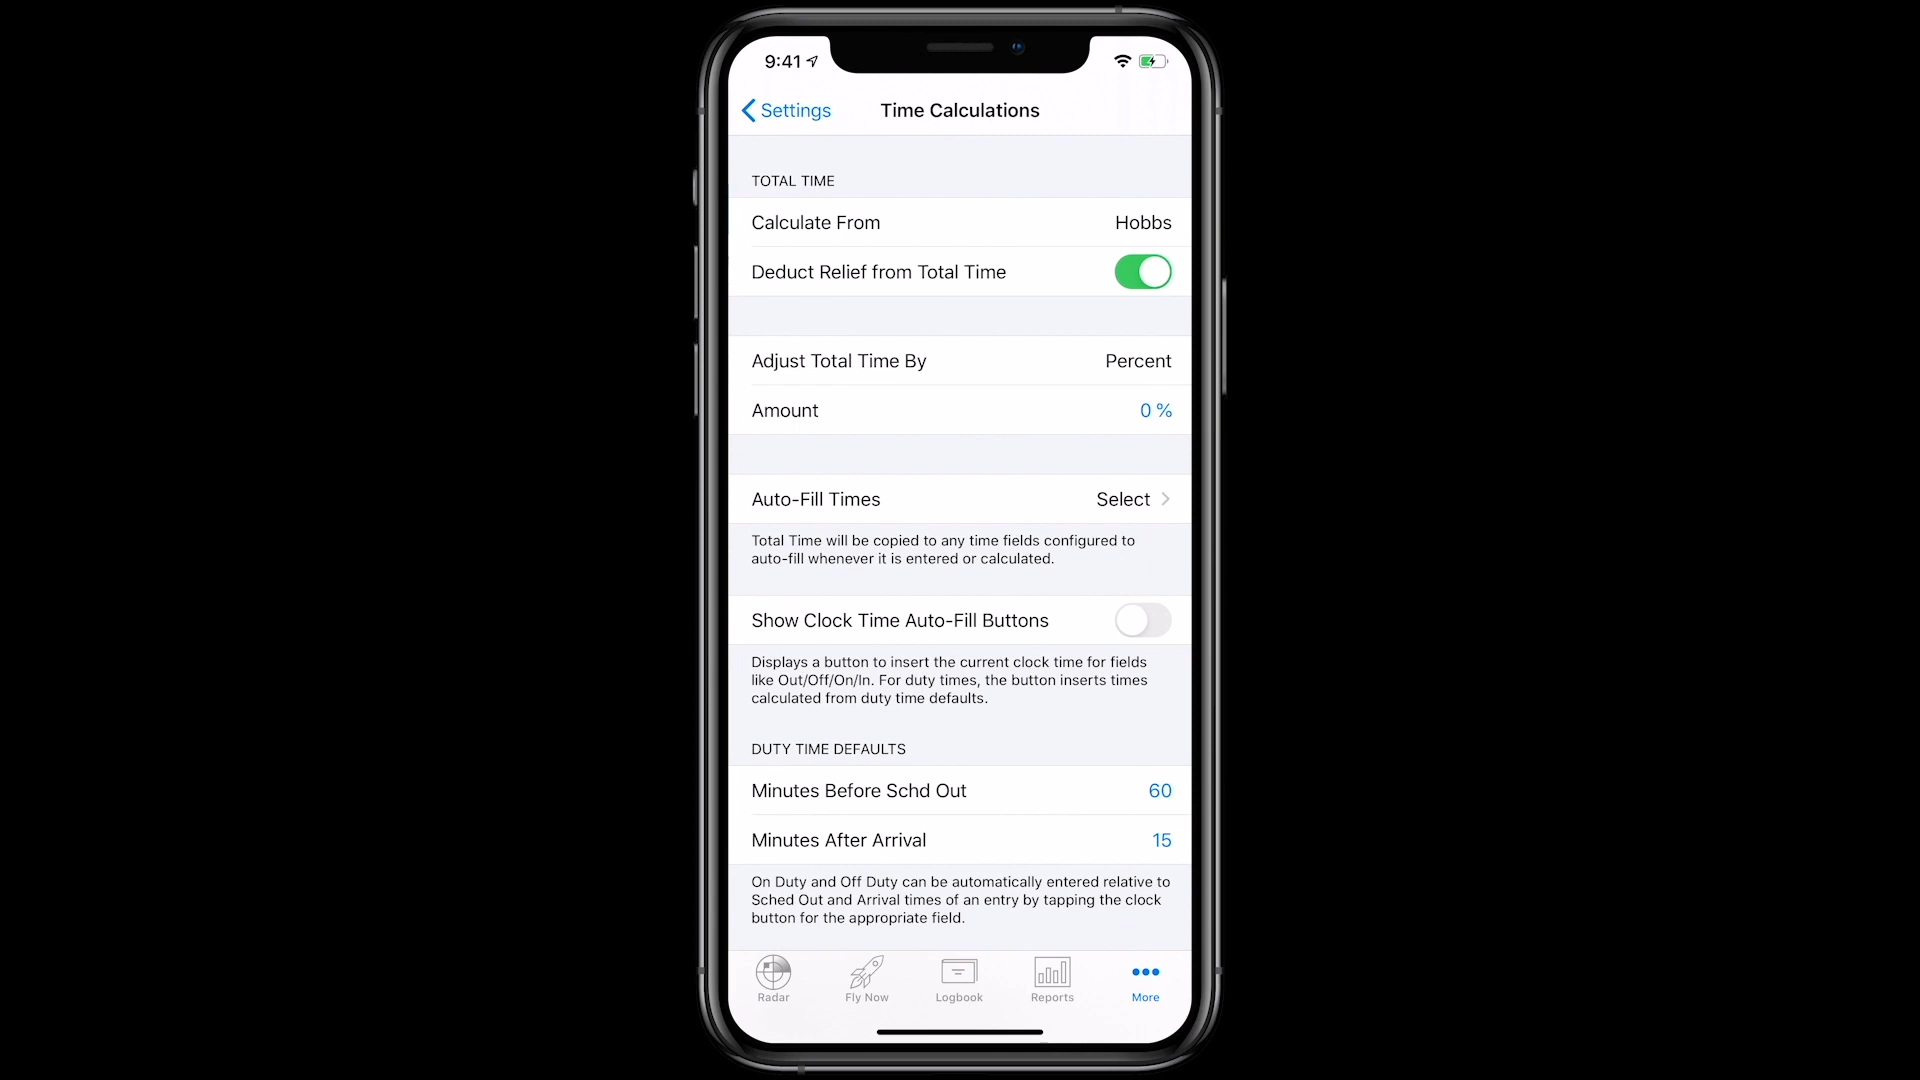 9:41
Settings
Time Calculations
TOTAL TIME
Calculate From Hobbs
Deduct Relief from Total Time
Adjust Total Time By Percent
Amount 0 %
Auto-Fill Times Select
Total Time will be copied to any time fields configured to
auto-fill whenever it is entered or calculated.
Show Clock Time Auto-Fill Buttons
Displays a button to insert the current clock time for fields
like Out/Off/On/In. For duty times, the button inserts times
calculated from duty time defaults.
DUTY TIME DEFAULTS
Minutes Before Schd Out 60
Minutes After Arrival 15
On Duty and Off Duty can be automatically entered relative to
Sched Out and Arrival times of an entry by tapping the clock
button for the appropriate field.
Radar Fly Now Logbook Reports More